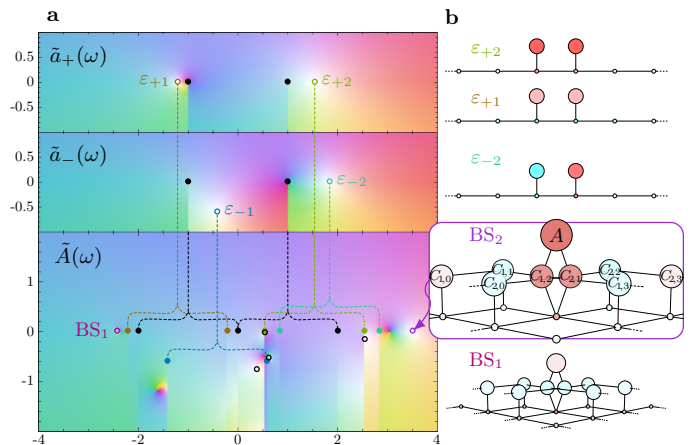 a
b
0.5
0
-0.5
ã₊(ω)
ε₊₁
ε₊₂
0.5
0
-0.5
ã₋(ω)
ε₋₁
ε₋₂
1
0
-1
Ã(ω)
BS₁
-4
-2
0
2
4
ε₊₂
ε₊₁
ε₋₂
BS₂
A
C₁,₀
C₁,₁
C₂,₀
C₁,₂
C₂,₁
C₂,₂
C₁,₃
C₂,₃
BS₁